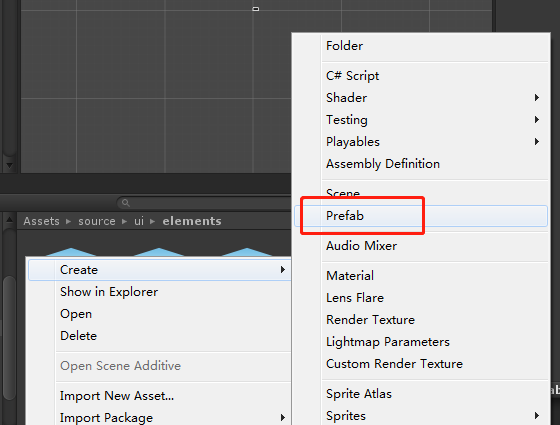 Folder
C# Script
Shader
Testing
Playables
Assembly Definition
Scene
Prefab
Audio Mixer
Material
Lens Flare
Render Texture
Lightmap Parameters
Custom Render Texture
Sprite Atlas
Sprites
Assets ▸ source ▸ ui ▸ elements
Create
Show in Explorer
Open
Delete
Open Scene Additive
Import New Asset...
Import Package